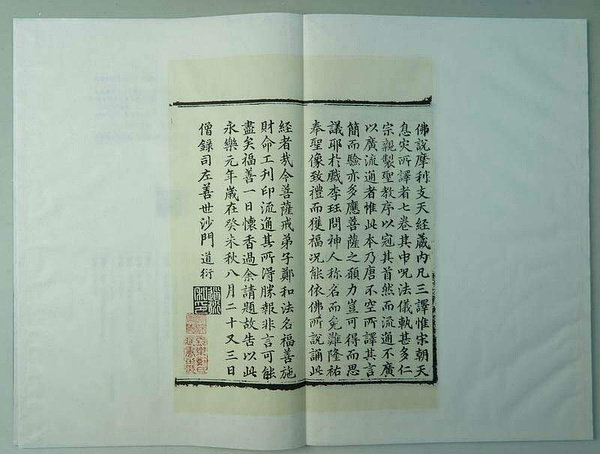 佛說摩利支天經藏內凡三譯惟宋朝天
息灾所譯者七卷其中呪法儀軌甚多仁
宗親製聖教序以冠其首然而流通不廣
以廣流通者惟此本乃唐不空所譯其言
簡而驗亦多應菩薩之願力豈可得而思
議耶於戲李珏問神人称名而免難隆祐
奉聖像致禮而獲福况能依佛所說誦此
經者哉今菩薩戒弟子鄭和法名福善施
財命工刋印流通其所得勝報非言可能
盡矣福善一日懷香過余請題故告以此
永樂元年歲在癸未秋八月二十又三日
僧錄司左善世沙門道衍